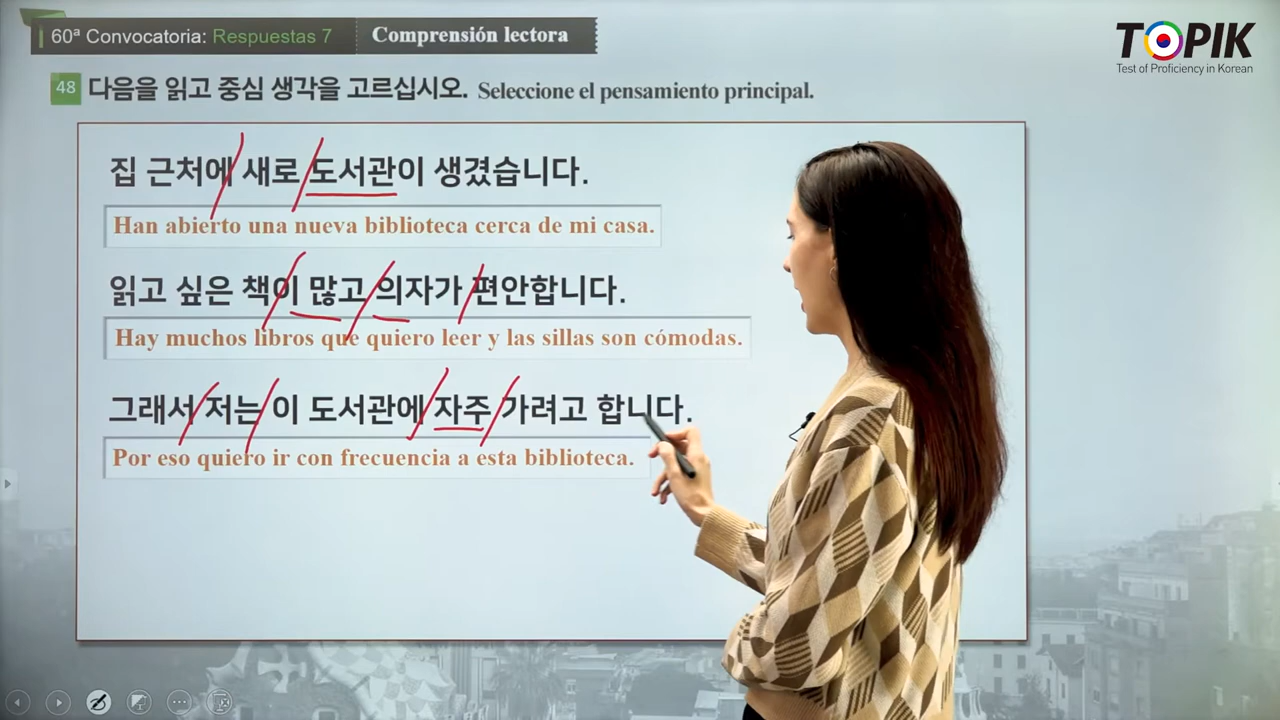 60ª Convocatoria: Respuestas 7 Comprensión lectora
TOPIK
Test of Proficiency in Korean
48 다음을 읽고 중심 생각을 고르십시오. Seleccione el pensamiento principal.
집 근처에 새로 도서관이 생겼습니다.
Han abierto una nueva biblioteca cerca de mi casa.
읽고 싶은 책이 많고 의자가 편안합니다.
Hay muchos libros que quiero leer y las sillas son cómodas.
그래서 저는 이 도서관에 자주 가려고 합니다.
Por eso quiero ir con frecuencia a esta biblioteca.